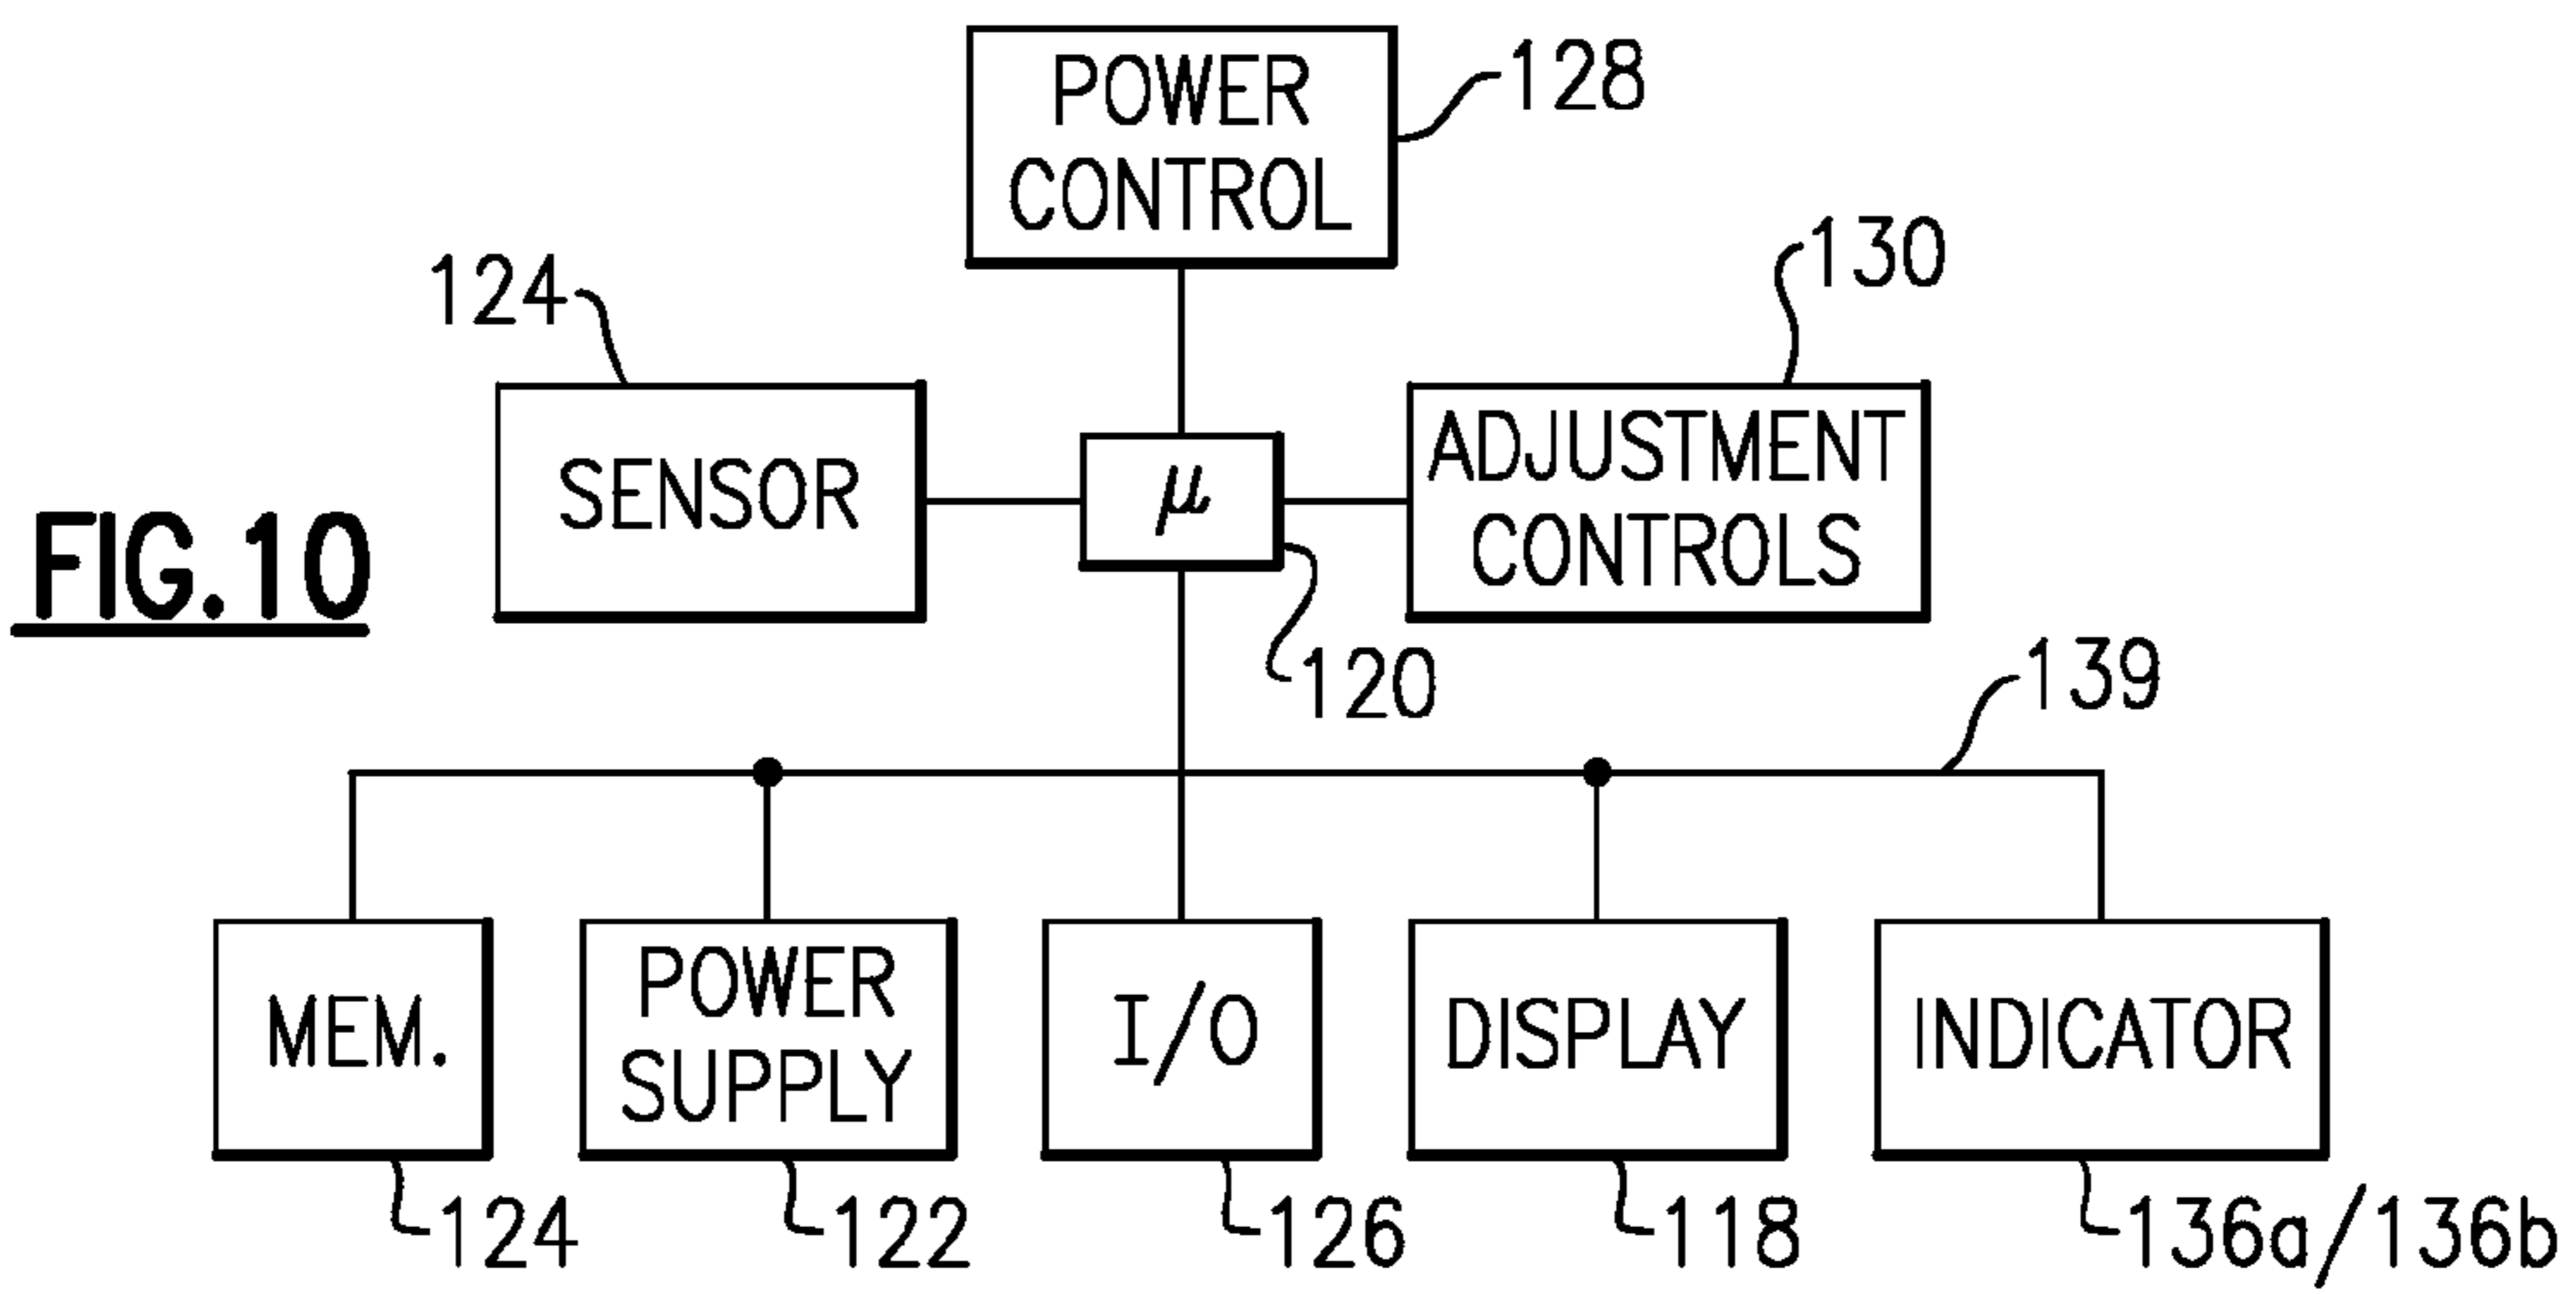 POWER
CONTROL
128
130
124
SENSOR
μ
ADJUSTMENT
CONTROLS
FIG.10
120
139
MEM.
POWER
SUPPLY
I/O
DISPLAY
INDICATOR
124
122
126
118
136a/136b